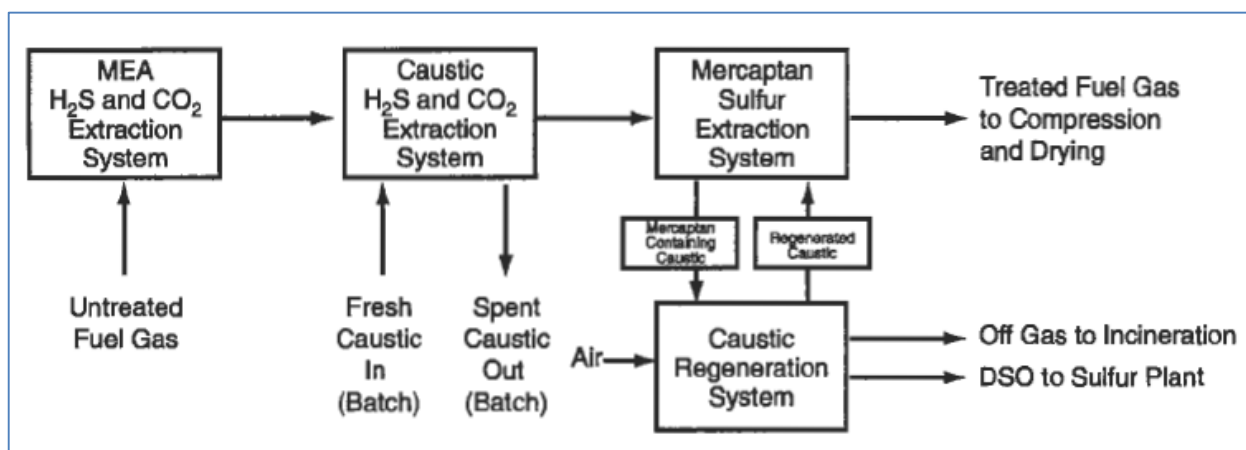 MEA
H₂S and CO₂
Extraction
System
Caustic
H₂S and CO₂
Extraction
System
Mercaptan
Sulfur
Extraction
System
Treated Fuel Gas
to Compression
and Drying
Mercaptan
Containing
Caustic
Regenerated
Caustic
Untreated
Fuel Gas
Fresh
Caustic
In
(Batch)
Spent
Caustic
Out
(Batch)
Air
Caustic
Regeneration
System
Off Gas to Incineration
DSO to Sulfur Plant